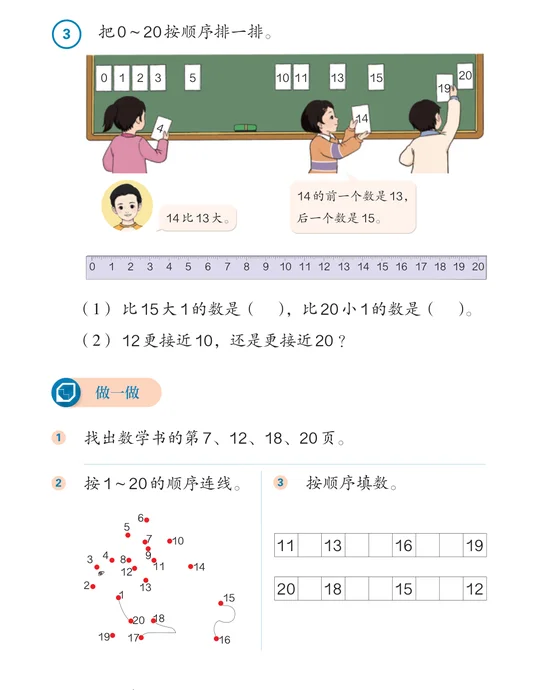 3 把0~20按顺序排一排。
0 1 2 3 5 10 11 13 15 19 20
4 14
14比13大。
14的前一个数是13，
后一个数是15。
0 1 2 3 4 5 6 7 8 9 10 11 12 13 14 15 16 17 18 19 20
（1） 比15大1的数是（ ），比20小1的数是（ ）。
（2） 12更接近10，还是更接近20？
做一做
1 找出数学书的第7、12、18、20页。
2 按1~20的顺序连线。
6
5
7 10
3 4 8 9 11
12 14
2 13
1 15
20 18
19 17 16
3 按顺序填数。
11 13 16 19
20 18 15 12